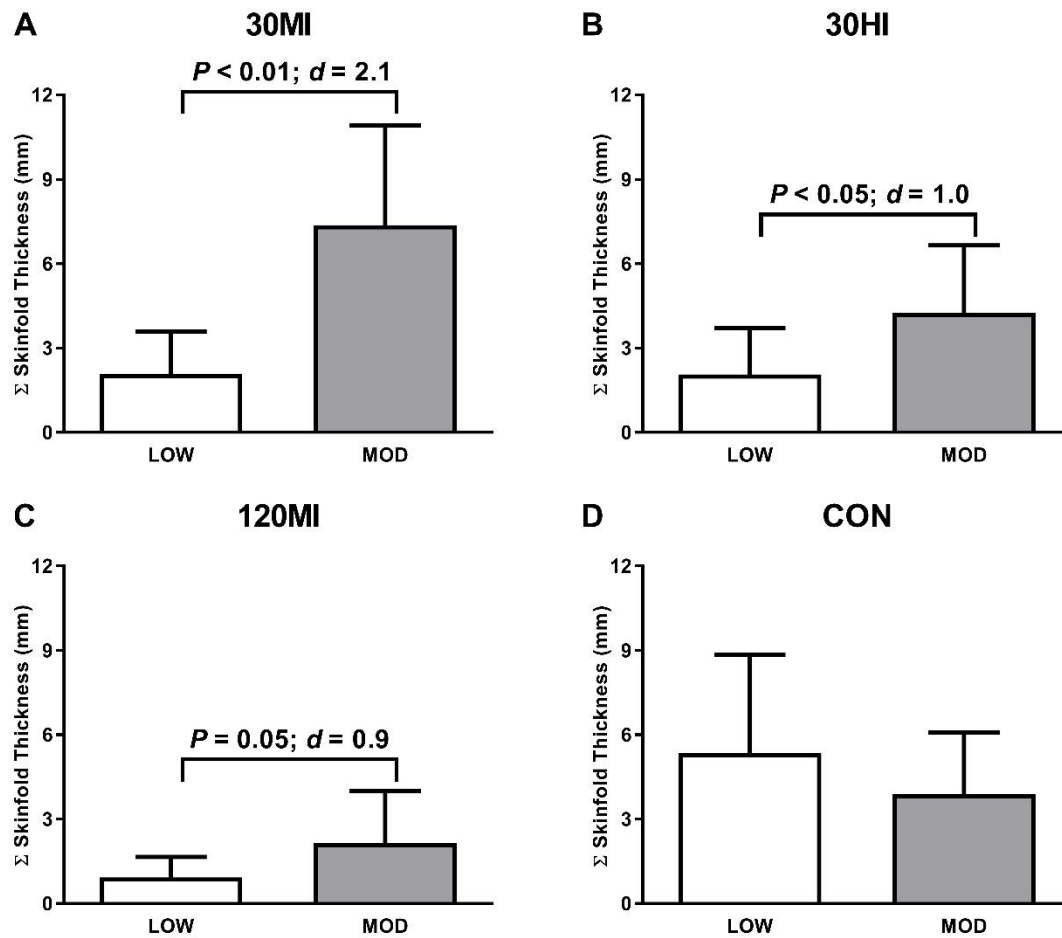 A
30MI
P < 0.01; d = 2.1
Σ Skinfold Thickness (mm)
12
9
6
3
0
LOW
MOD
B
30HI
P < 0.05; d = 1.0
Σ Skinfold Thickness (mm)
12
9
6
3
0
LOW
MOD
C
120MI
P = 0.05; d = 0.9
Σ Skinfold Thickness (mm)
12
9
6
3
0
LOW
MOD
D
CON
Σ Skinfold Thickness (mm)
12
9
6
3
0
LOW
MOD